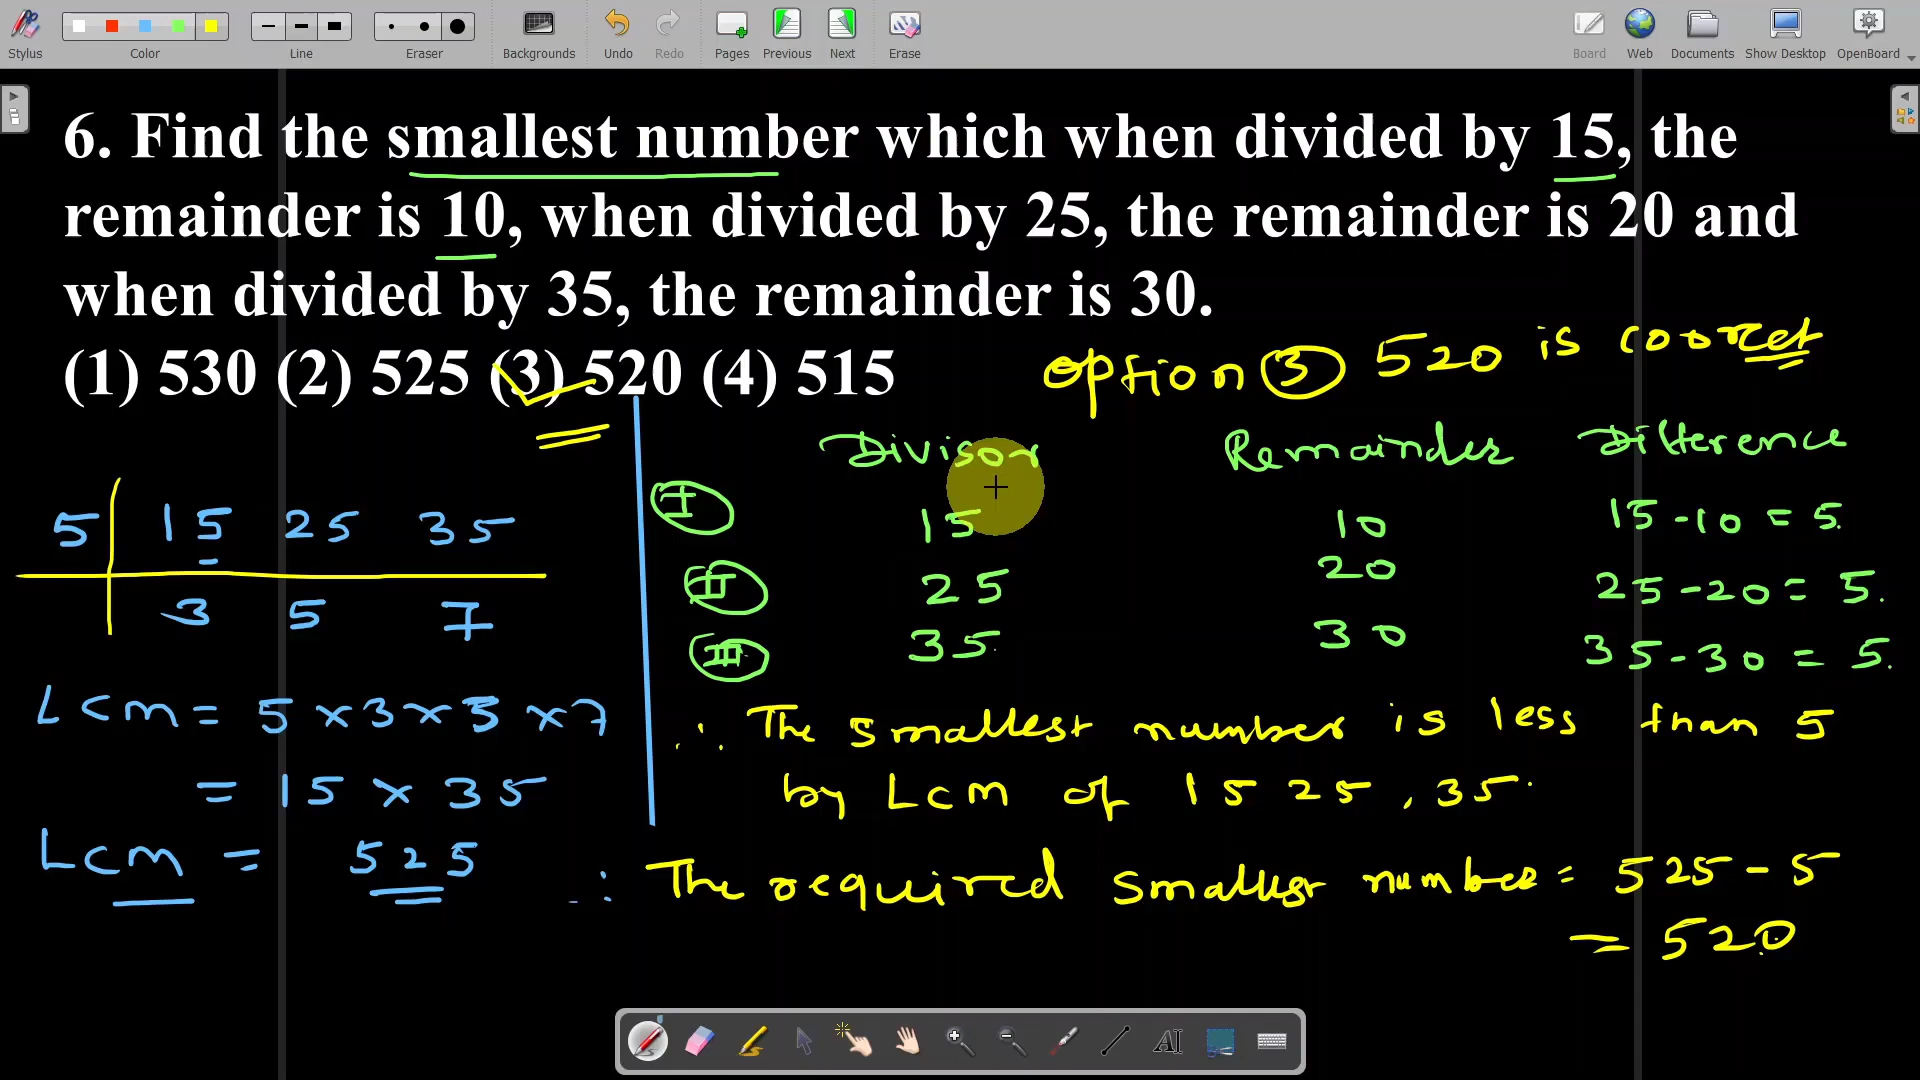 Stylus Color Line Eraser Backgrounds Undo Redo Pages Previous Next Erase Board Web Documents Show Desktop OpenBoard
6. Find the smallest number which when divided by 15, the
remainder is 10, when divided by 25, the remainder is 20 and
when divided by 35, the remainder is 30.
(1) 530 (2) 525 (3) 520 (4) 515
option 3 520 is correct
Divisor Remainder Difference
I 15 10 15-10 = 5.
II 25 20 25-20 = 5.
III 35. 30 35-30 = 5.
5 15 25 35
3 5 7
LCM = 5 x 3 x 5 x 7
= 15 x 35
LCM = 525
∴ The smallest number is less than 5
by LCM of 15 25, 35.
∴ The required smallest number = 525 - 5
= 520